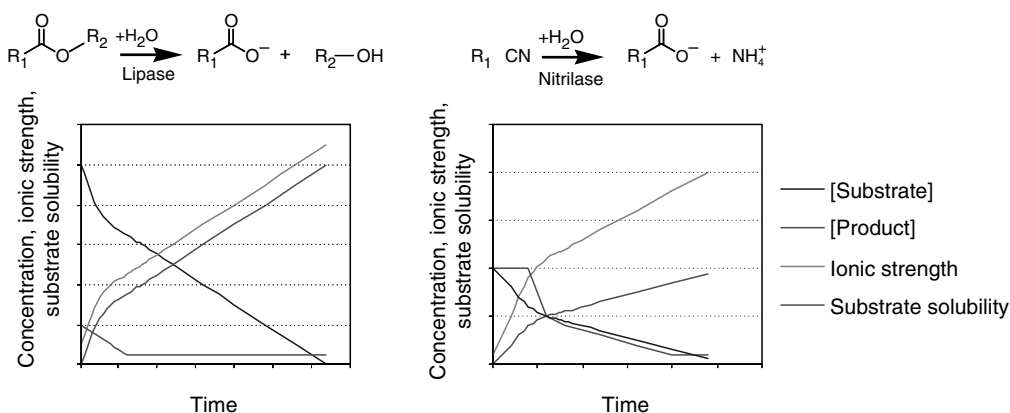 O
R₁ O R₂ +H₂O Lipase O R₁ O⁻ + R₂—OH
R₁ CN +H₂O Nitrilase O R₁ O⁻ + NH₄⁺
Concentration, ionic strength,
substrate solubility
Time
Concentration, ionic strength,
substrate solubility
Time
[Substrate]
[Product]
Ionic strength
Substrate solubility